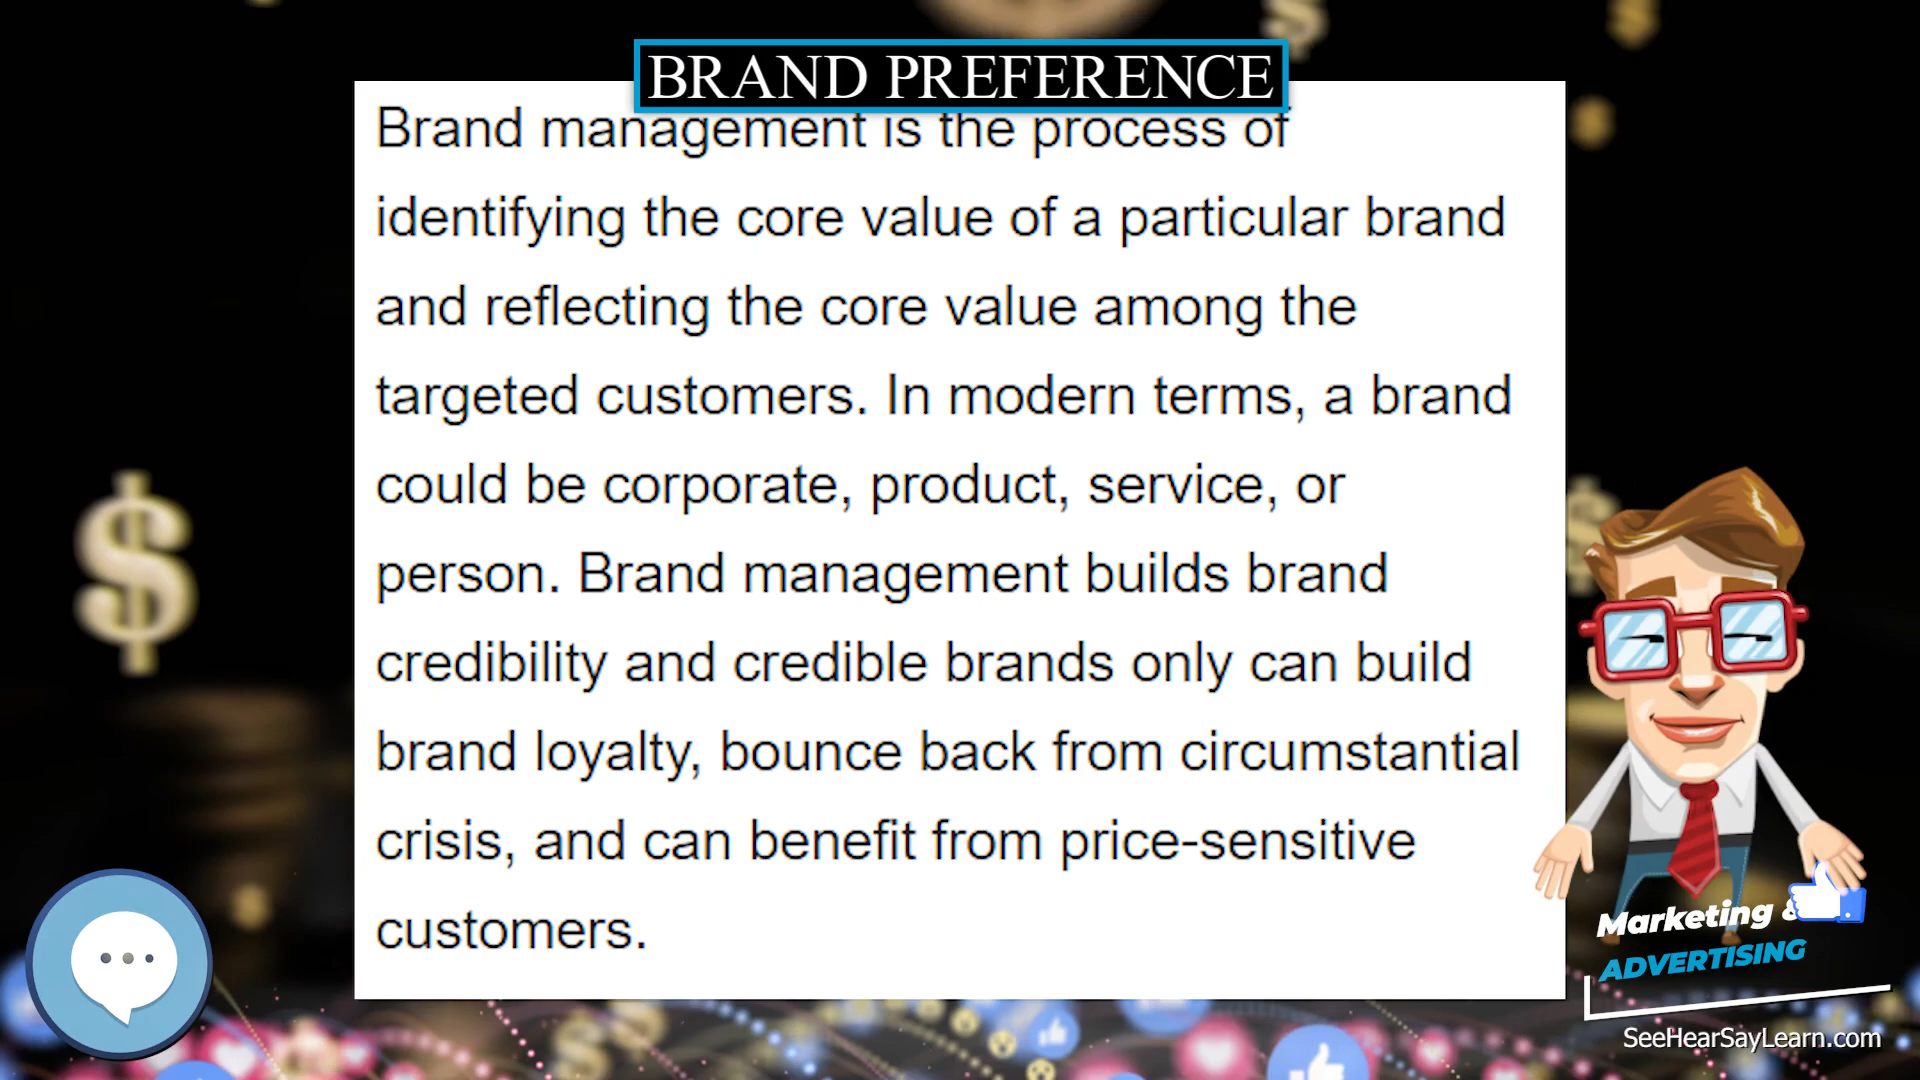 BRAND PREFERENCE
Brand management is the process of
identifying the core value of a particular brand
and reflecting the core value among the
targeted customers. In modern terms, a brand
could be corporate, product, service, or
person. Brand management builds brand
credibility and credible brands only can build
brand loyalty, bounce back from circumstantial
crisis, and can benefit from price-sensitive
customers.
Marketing &
ADVERTISING
SeeHearSayLearn.com